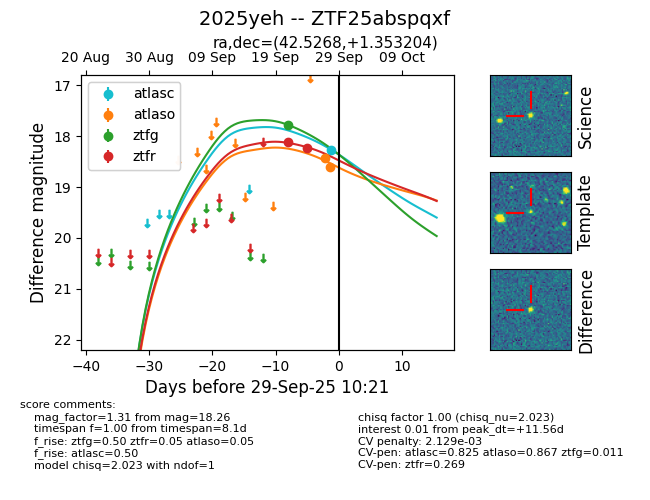 2025yeh -- ZTF25abspqxf
ra,dec=(42.5268,+1.353204)
20 Aug 30 Aug 09 Sep 19 Sep 29 Sep 09 Oct
17
18
19
20
21
22
Difference magnitude
atlasc
atlaso
ztfg
ztfr
−40 −30 −20 −10 0 10
Days before 29-Sep-25 10:21
Science
Template
Difference
score comments:
mag_factor=1.31 from mag=18.26
timespan f=1.00 from timespan=8.1d
f_rise: ztfg=0.50 ztfr=0.05 atlaso=0.05
f_rise: atlasc=0.50
model chisq=2.023 with ndof=1
chisq factor 1.00 (chisq_nu=2.023)
interest 0.01 from peak_dt=+11.56d
CV penalty: 2.129e-03
CV-pen: atlasc=0.825 atlaso=0.867 ztfg=0.011
CV-pen: ztfr=0.269